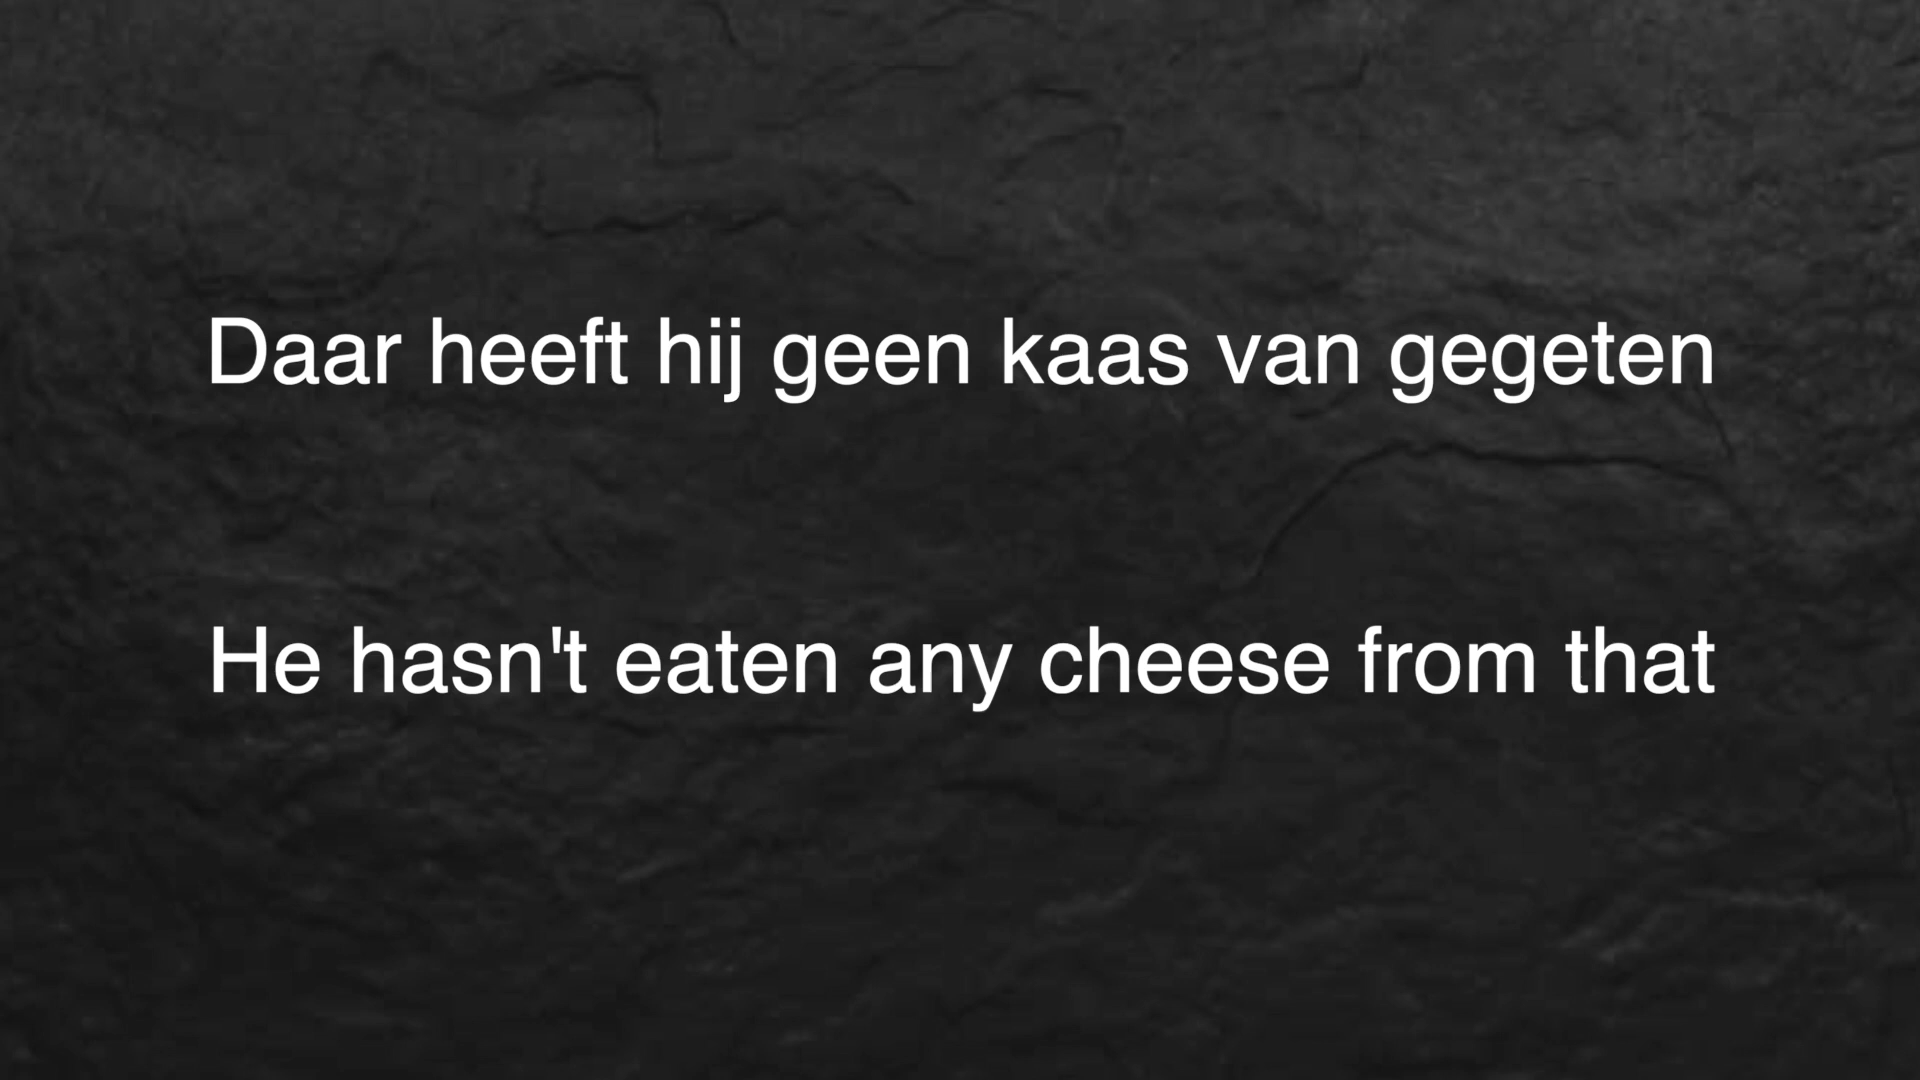 Daar heeft hij geen kaas van gegeten
He hasn't eaten any cheese from that